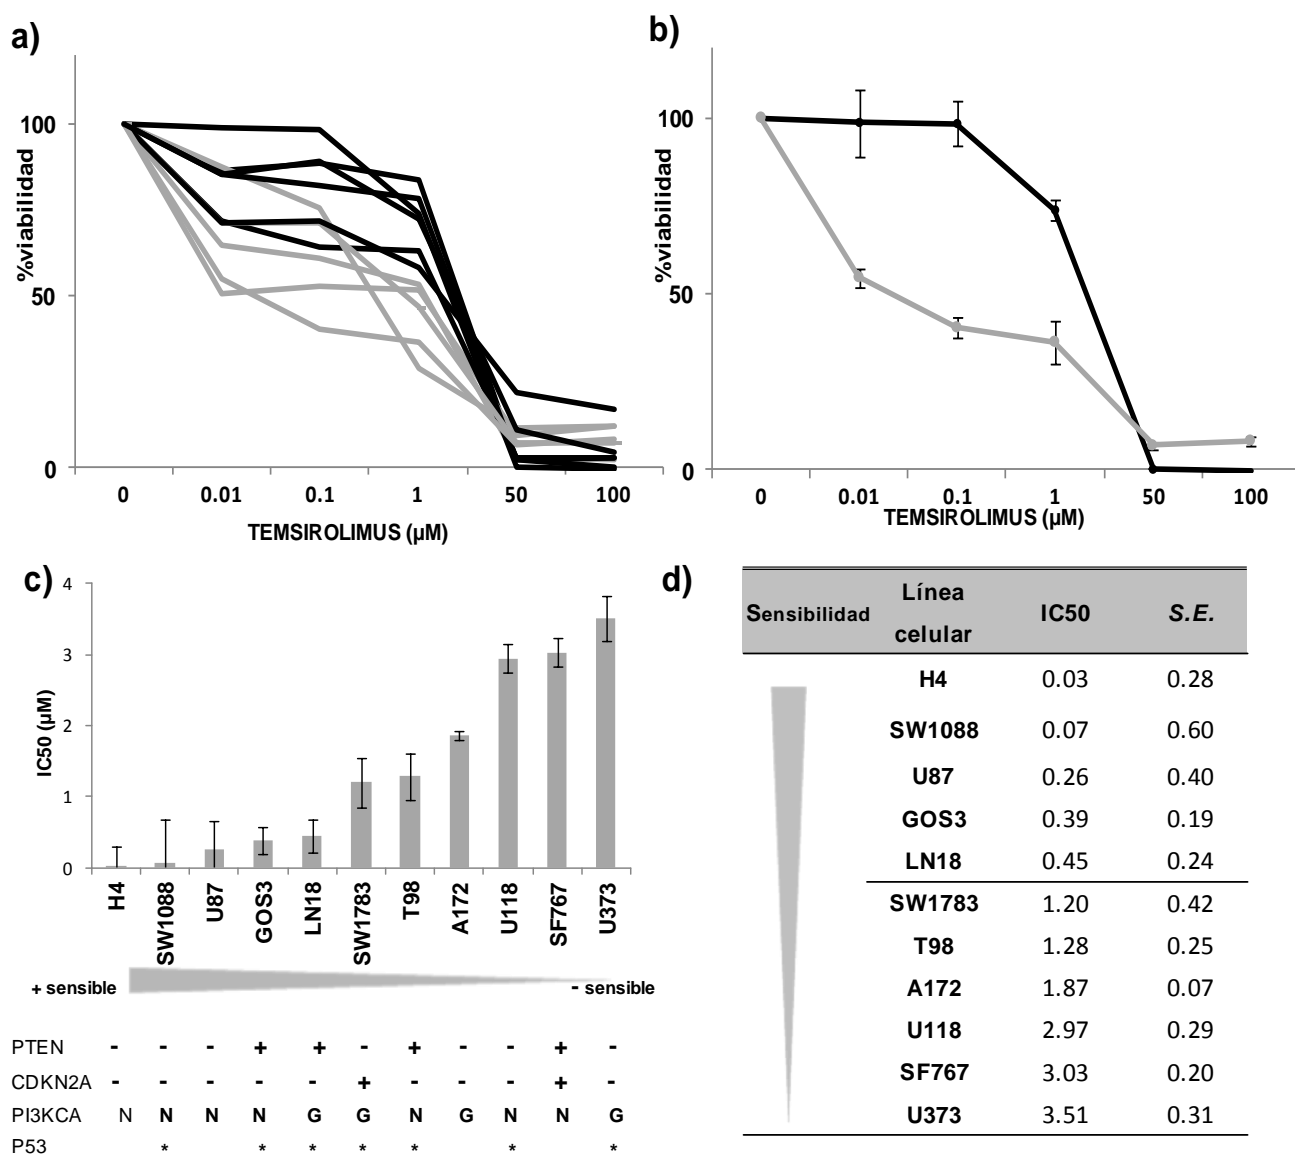 a)
%viabilidad
100
50
0
0 0.01 0.1 1 50 100
TEMSIROLIMUS (µM)
b)
%viabilidad
100
50
0
0 0.01 0.1 1 50 100
TEMSIROLIMUS (µM)
c)
IC50 (µM)
4
3
2
1
0
H4 SW1088 U87 GOS3 LN18 SW1783 T98 A172 U118 SF767 U373
+ sensible - sensible
PTEN - - - + + - + - - + -
CDKN2A - - - - - + - - - + -
PI3KCA N N N N G G N G N N G
P53 * * * * * * *
d)
Sensibilidad Línea celular IC50 S.E.
H4 0.03 0.28
SW1088 0.07 0.60
U87 0.26 0.40
GOS3 0.39 0.19
LN18 0.45 0.24
SW1783 1.20 0.42
T98 1.28 0.25
A172 1.87 0.07
U118 2.97 0.29
SF767 3.03 0.20
U373 3.51 0.31